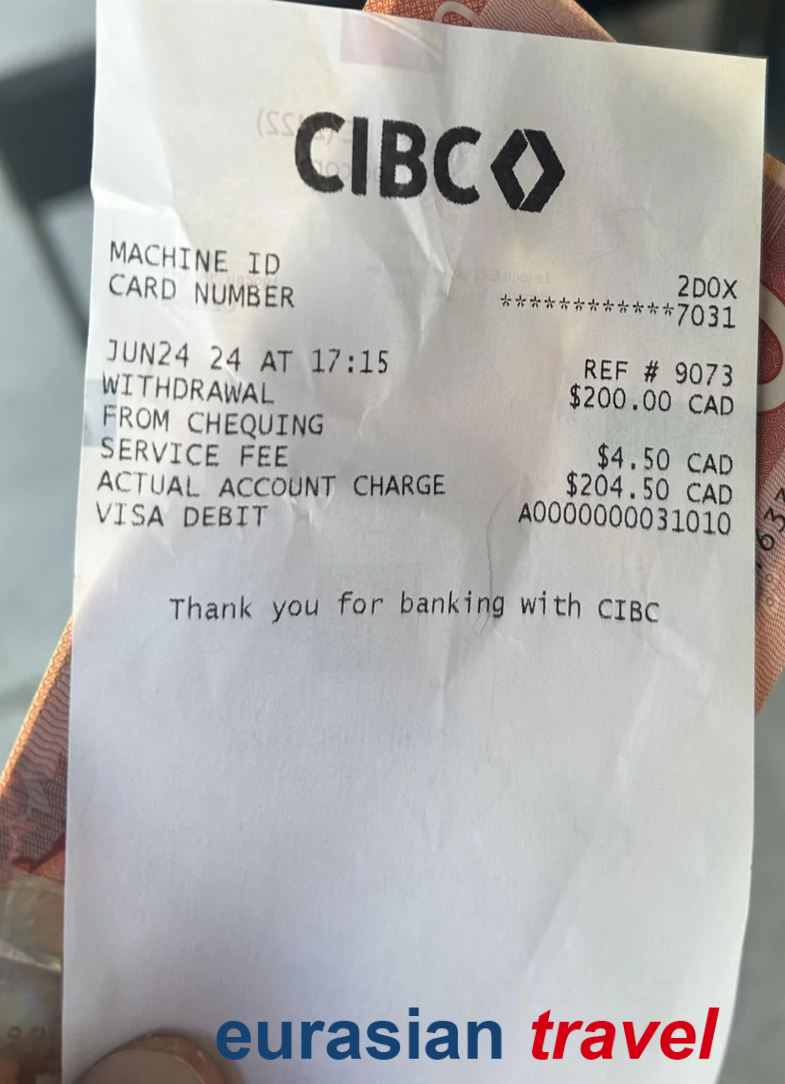 CIBC
MACHINE ID 2DOX
CARD NUMBER ************7031
JUN24 24 AT 17:15 REF # 9073
WITHDRAWAL $200.00 CAD
FROM CHEQUING
SERVICE FEE $4.50 CAD
ACTUAL ACCOUNT CHARGE $204.50 CAD
VISA DEBIT A0000000031010
Thank you for banking with CIBC
eurasian travel